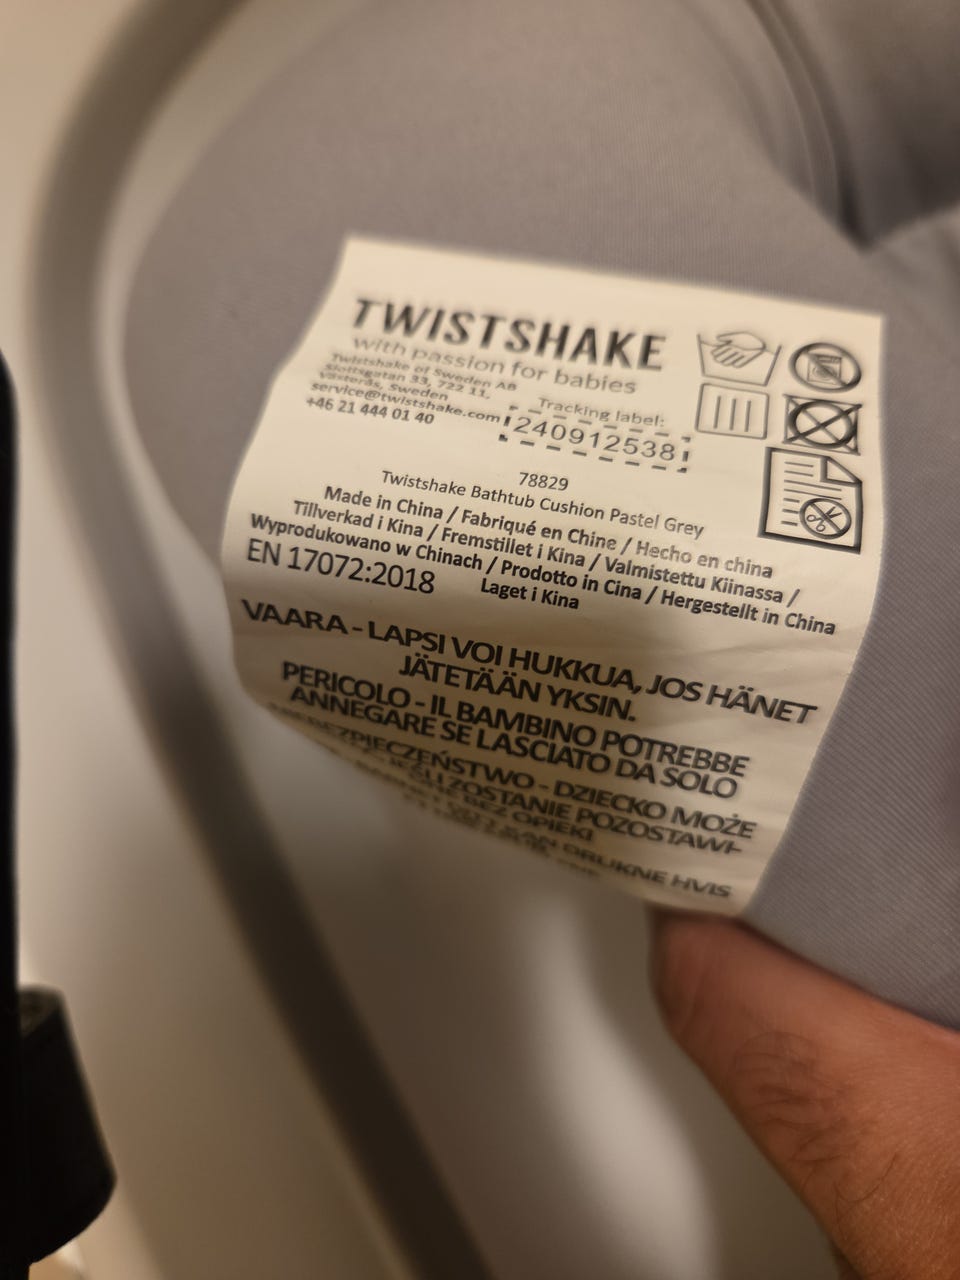 TWISTSHAKE
with passion for babies
Twistshake of Sweden AB
Slottsgatan 33, 722 11,
Västerås, Sweden
service@twistshake.com
+46 21 444 01 40
Tracking label:
240912538
78829
Twistshake Bathtub Cushion Pastel Grey
Made in China / Fabriqué en Chine / Hecho en china
Tillverkad i Kina / Fremstillet i Kina / Valmistettu Kiinassa /
Wyprodukowano w Chinach / Prodotto in Cina / Hergestellt in China
Laget i Kina
EN 17072:2018
VAARA - LAPSI VOI HUKKUA, JOS HÄNET
JÄTETÄÄN YKSIN.
PERICOLO - IL BAMBINO POTREBBE
ANNEGARE SE LASCIATO DA SOLO
NIEBEZPIECZEŃSTWO - DZIECKO MOŻE
JEŚLI ZOSTANIE POZOSTAWI-
BEZ OPIEKI
KAN DRUKNE HVIS